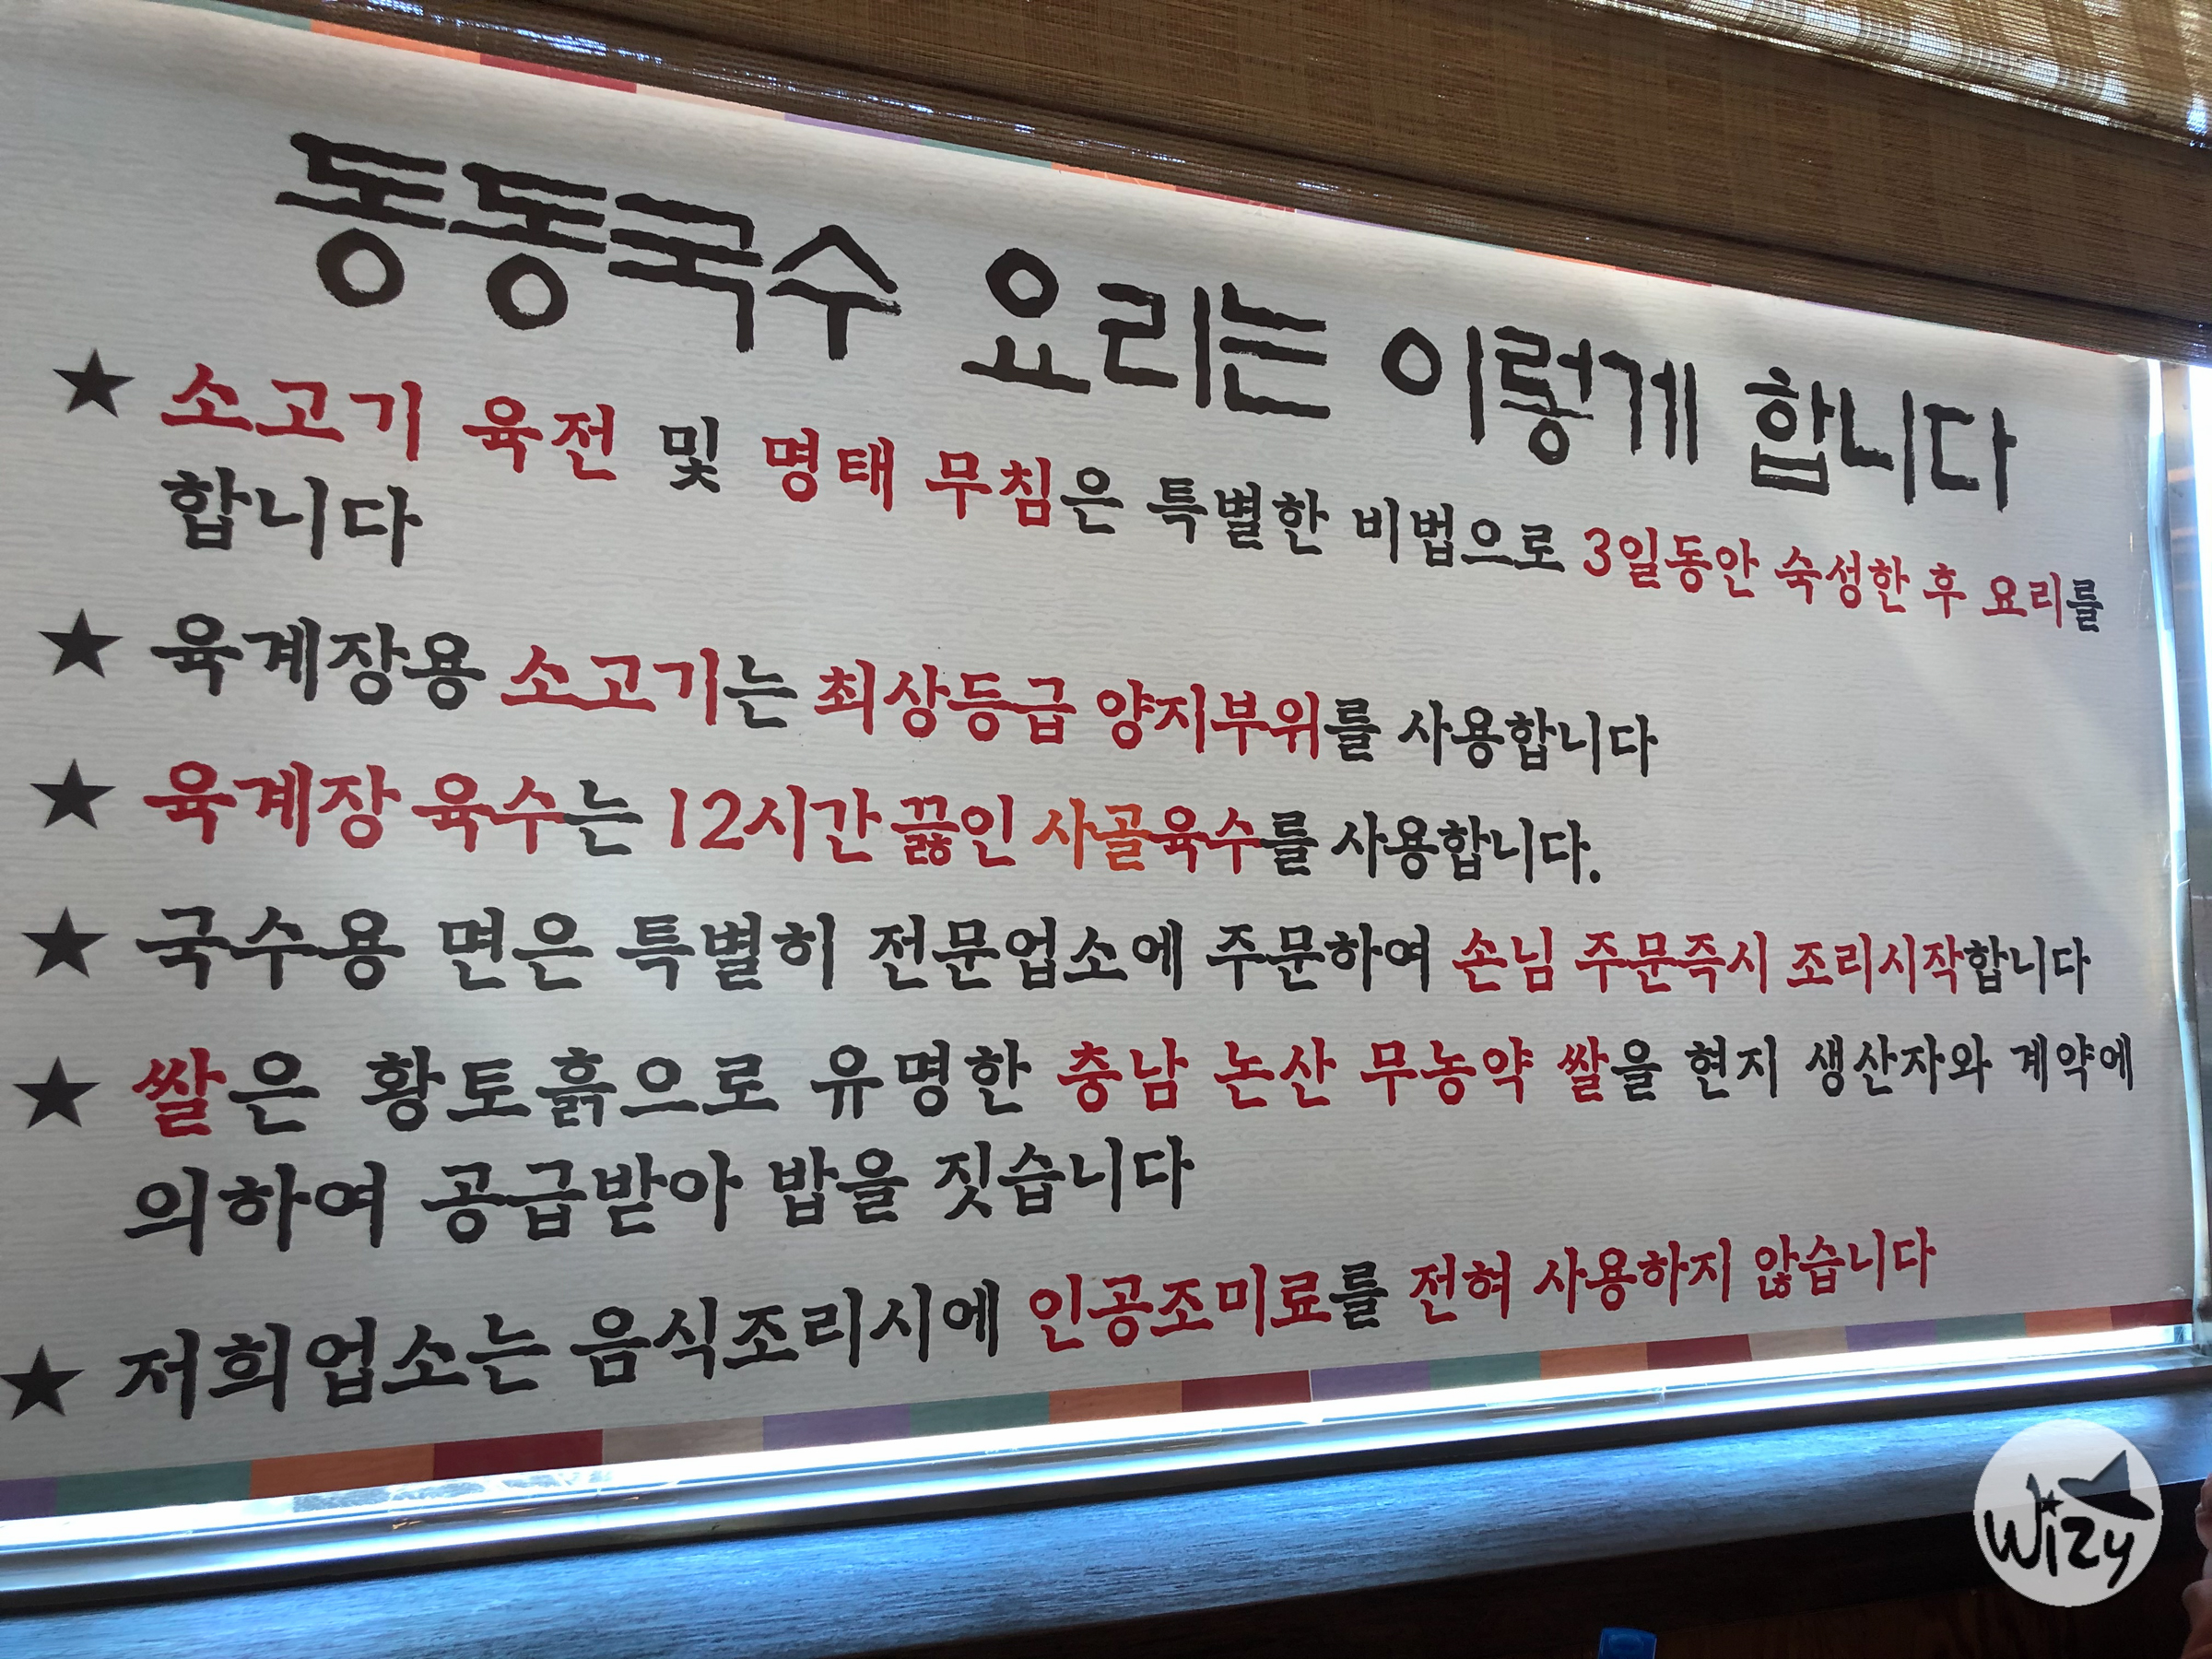 동동국수 요리는 이렇게 합니다
★ 소고기 육전 및 명태 무침은 특별한 비법으로 3일동안 숙성한 후 요리를
합니다
★ 육계장용 소고기는 최상등급 양지부위를 사용합니다
★ 육계장 육수는 12시간 끓인 사골육수를 사용합니다.
★ 국수용 면은 특별히 전문업소에 주문하여 손님 주문즉시 조리시작합니다
★ 쌀은 황토흙으로 유명한 충남 논산 무농약 쌀을 현지 생산자와 계약에
의하여 공급받아 밥을 짓습니다
★ 저희업소는 음식조리시에 인공조미료를 전혀 사용하지 않습니다
Wizy